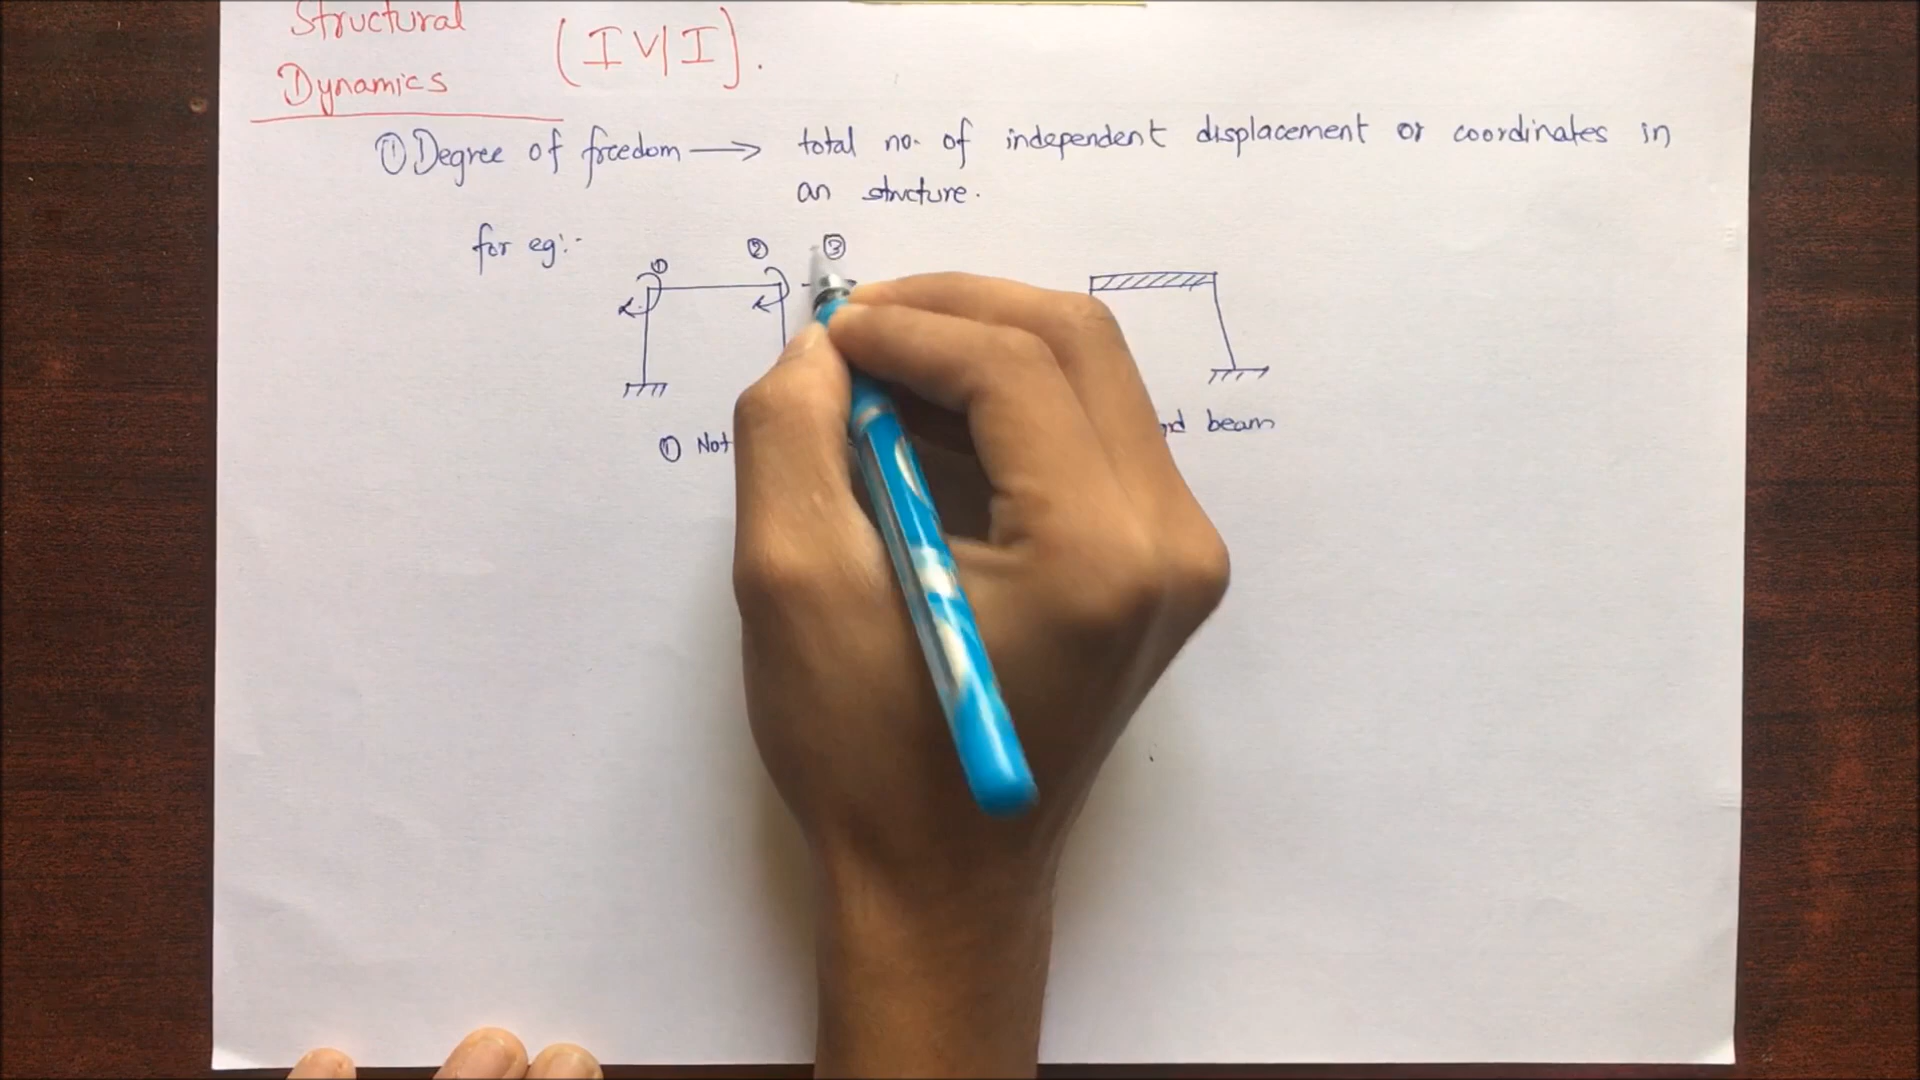 Structural
Dynamics
(IV/I).
① Degree of freedom → total no. of independent displacement or coordinates in
an structure.
for eg:-
① ② ③
① Not
beam